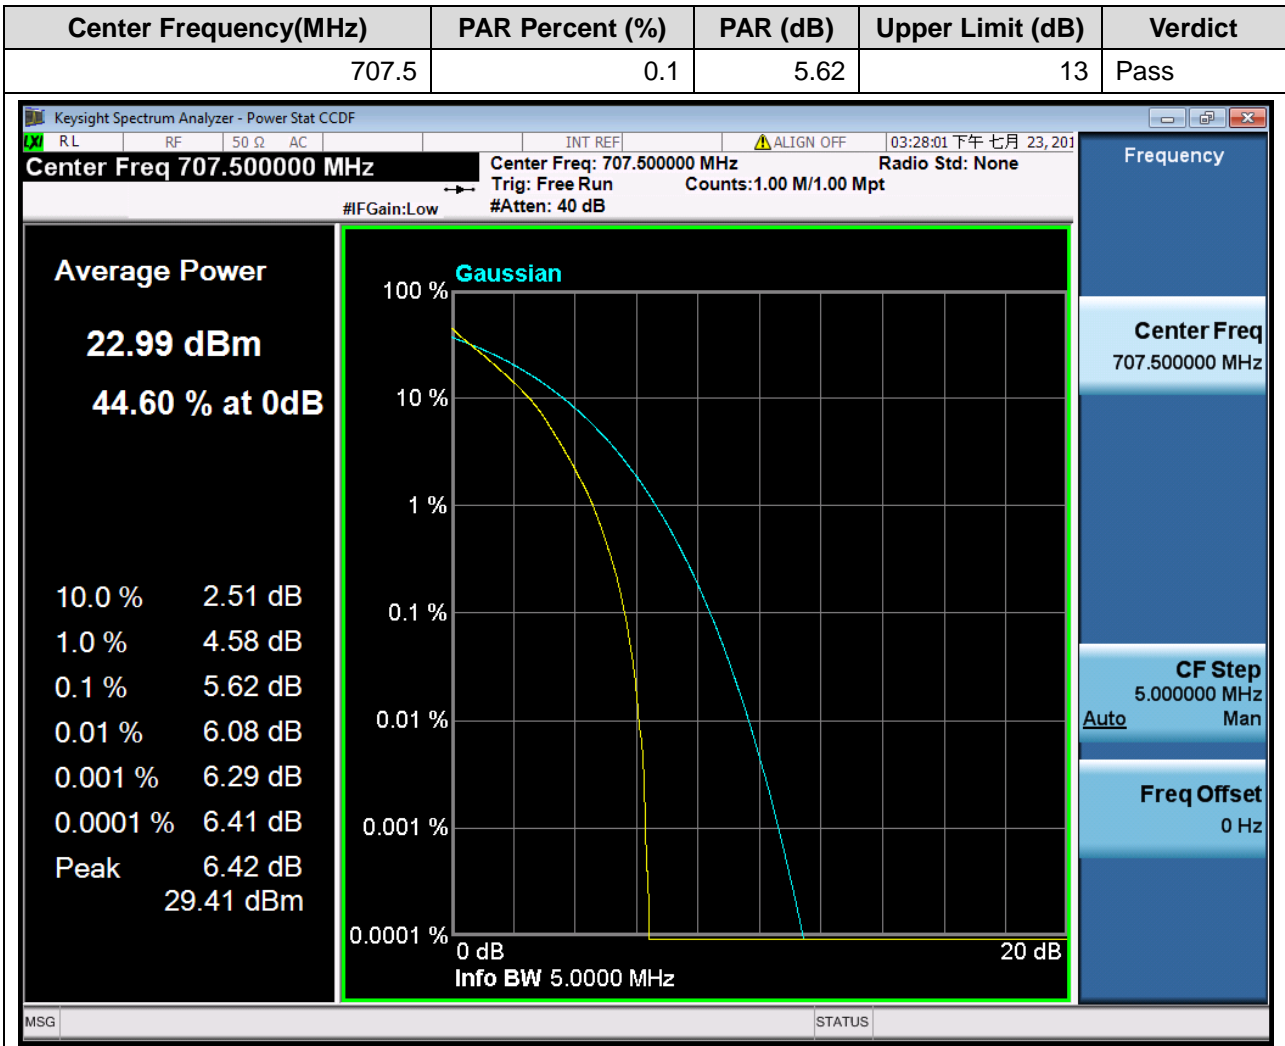 Center Frequency(MHz) PAR Percent (%) PAR (dB) Upper Limit (dB) Verdict
707.5 0.1 5.62 13 Pass
Keysight Spectrum Analyzer - Power Stat CCDF
LXI RL RF 50 Ω AC INT REF ALIGN OFF 03:28:01 下午 七月 23, 201
Center Freq 707.500000 MHz
Center Freq: 707.500000 MHz Radio Std: None
Trig: Free Run Counts:1.00 M/1.00 Mpt
#IFGain:Low #Atten: 40 dB
Average Power
22.99 dBm
44.60 % at 0dB
10.0 % 2.51 dB
1.0 % 4.58 dB
0.1 % 5.62 dB
0.01 % 6.08 dB
0.001 % 6.29 dB
0.0001 % 6.41 dB
Peak 6.42 dB
29.41 dBm
Gaussian
100 %
10 %
1 %
0.1 %
0.01 %
0.001 %
0.0001 %
0 dB 20 dB
Info BW 5.0000 MHz
Frequency
Center Freq
707.500000 MHz
CF Step
5.000000 MHz
Auto Man
Freq Offset
0 Hz
MSG STATUS